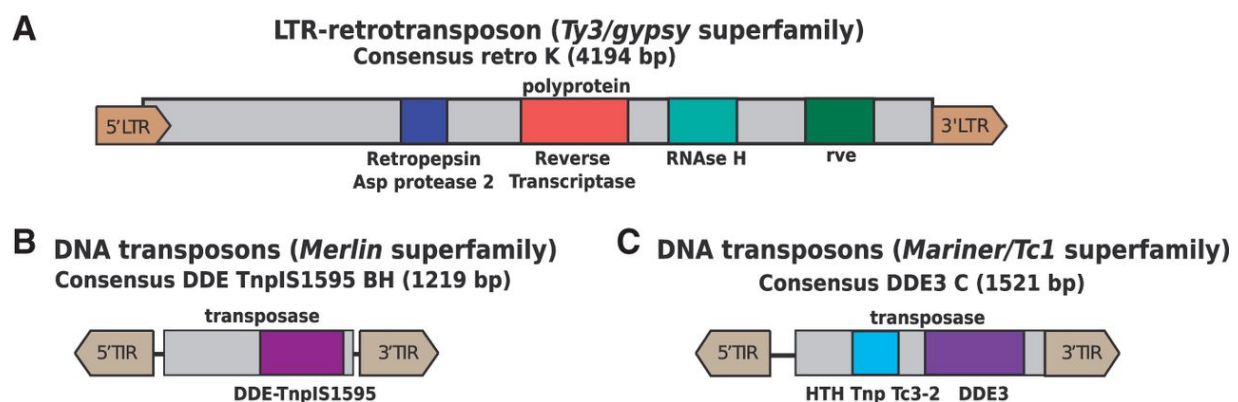 A
LTR-retrotransposon (Ty3/gypsy superfamily)
Consensus retro K (4194 bp)
polyprotein
5'LTR
3'LTR
Retropepsin
Asp protease 2
Reverse
Transcriptase
RNAse H
rve
B
DNA transposons (Merlin superfamily)
Consensus DDE TnpIS1595 BH (1219 bp)
transposase
5'TIR
3'TIR
DDE-TnpIS1595
C
DNA transposons (Mariner/Tc1 superfamily)
Consensus DDE3 C (1521 bp)
transposase
5'TIR
3'TIR
HTH Tnp Tc3-2
DDE3